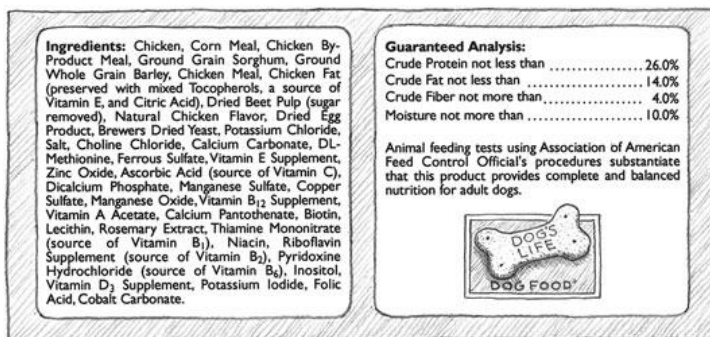 Ingredients: Chicken, Corn Meal, Chicken By-
Product Meal, Ground Grain Sorghum, Ground
Whole Grain Barley, Chicken Meal, Chicken Fat
(preserved with mixed Tocopherols, a source of
Vitamin E, and Citric Acid), Dried Beet Pulp (sugar
removed), Natural Chicken Flavor, Dried Egg
Product, Brewers Dried Yeast, Potassium Chloride,
Salt, Choline Chloride, Calcium Carbonate, DL-
Methionine, Ferrous Sulfate, Vitamin E Supplement,
Zinc Oxide, Ascorbic Acid (source of Vitamin C),
Dicalcium Phosphate, Manganese Sulfate, Copper
Sulfate, Manganese Oxide, Vitamin B₁₂ Supplement,
Vitamin A Acetate, Calcium Pantothenate, Biotin,
Lecithin, Rosemary Extract, Thiamine Mononitrate
(source of Vitamin B₁), Niacin, Riboflavin
Supplement (source of Vitamin B₂), Pyridoxine
Hydrochloride (source of Vitamin B₆), Inositol,
Vitamin D₃ Supplement, Potassium Iodide, Folic
Acid, Cobalt Carbonate.
Guaranteed Analysis:
Crude Protein not less than ........................ 26.0%
Crude Fat not less than ........................ 14.0%
Crude Fiber not more than ........................ 4.0%
Moisture not more than ........................ 10.0%
Animal feeding tests using Association of American
Feed Control Official's procedures substantiate
that this product provides complete and balanced
nutrition for adult dogs.
DOG'S
LIFE
DOG FOOD